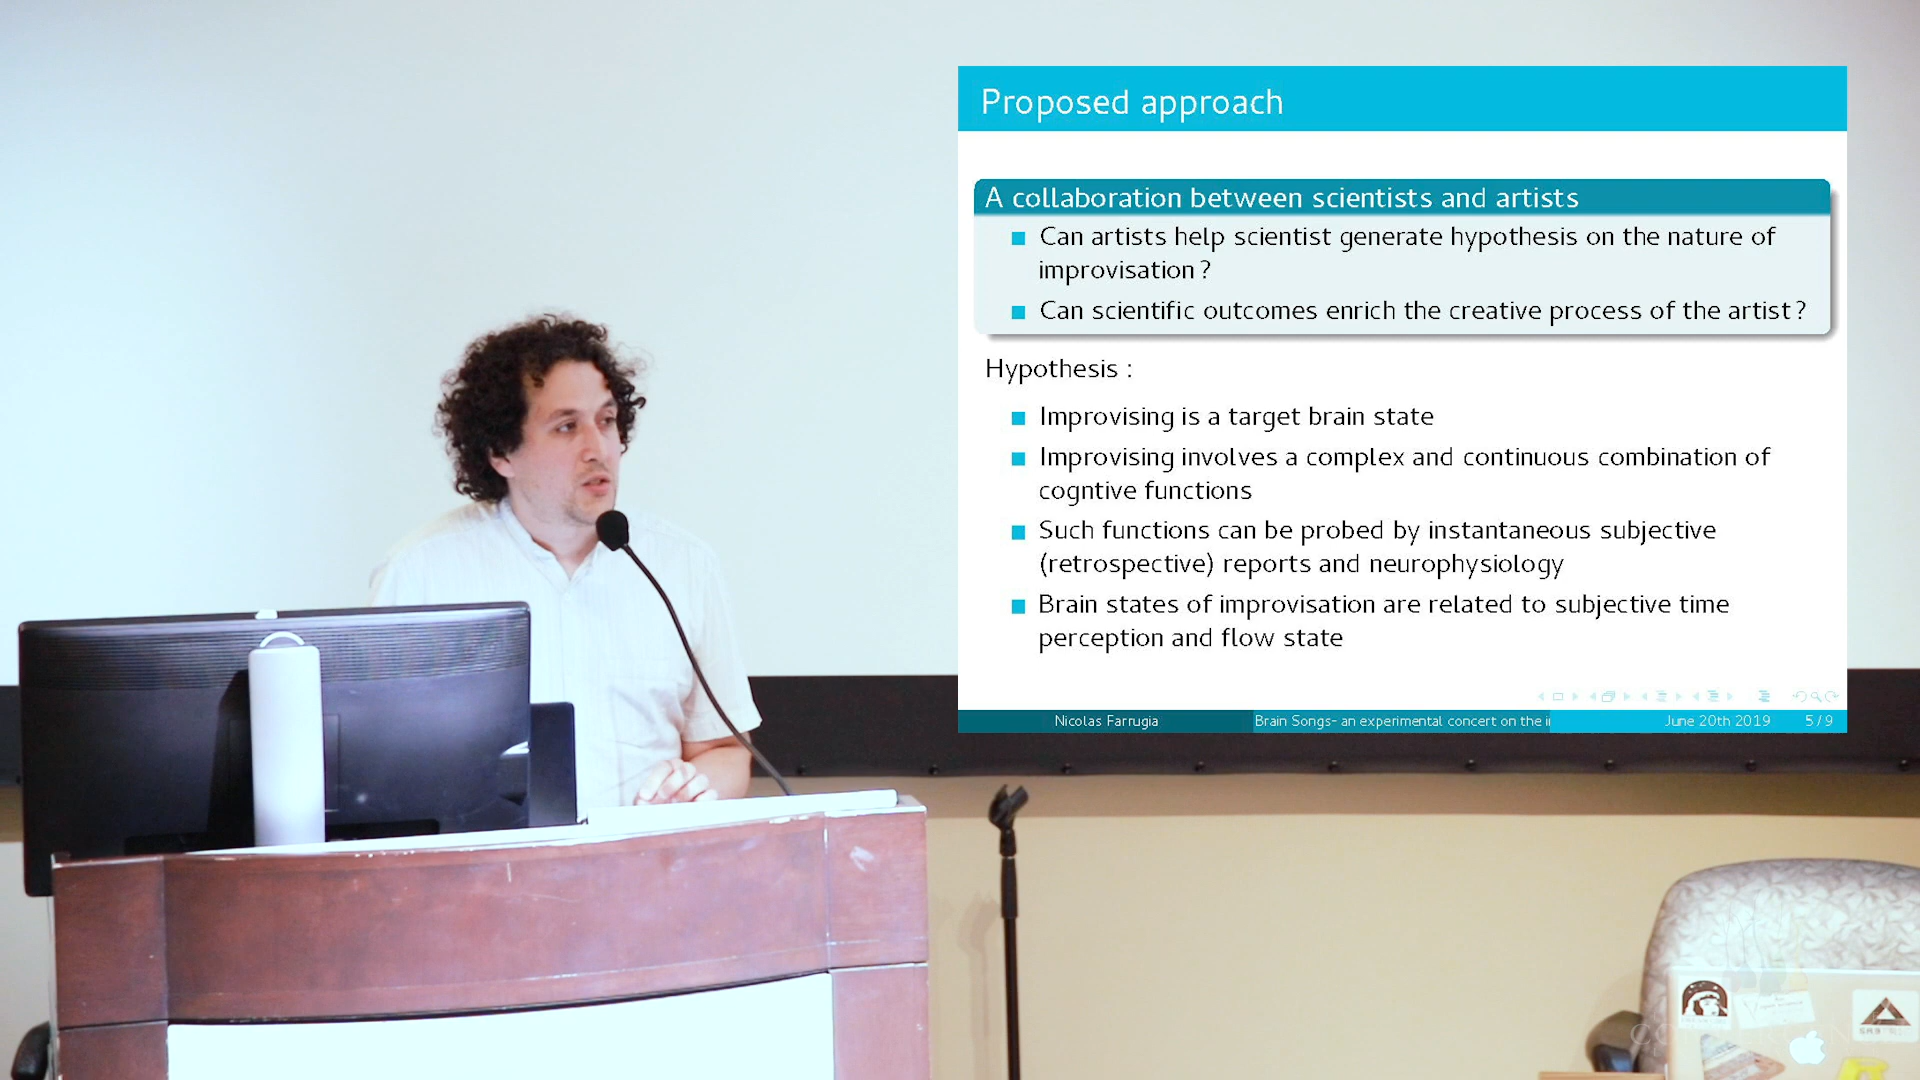 Proposed approach
A collaboration between scientists and artists
Can artists help scientist generate hypothesis on the nature of
improvisation ?
Can scientific outcomes enrich the creative process of the artist ?
Hypothesis :
Improvising is a target brain state
Improvising involves a complex and continuous combination of
cogntive functions
Such functions can be probed by instantaneous subjective
(retrospective) reports and neurophysiology
Brain states of improvisation are related to subjective time
perception and flow state
Nicolas Farrugia
Brain Songs- an experimental concert on the i
June 20th 2019
5 / 9